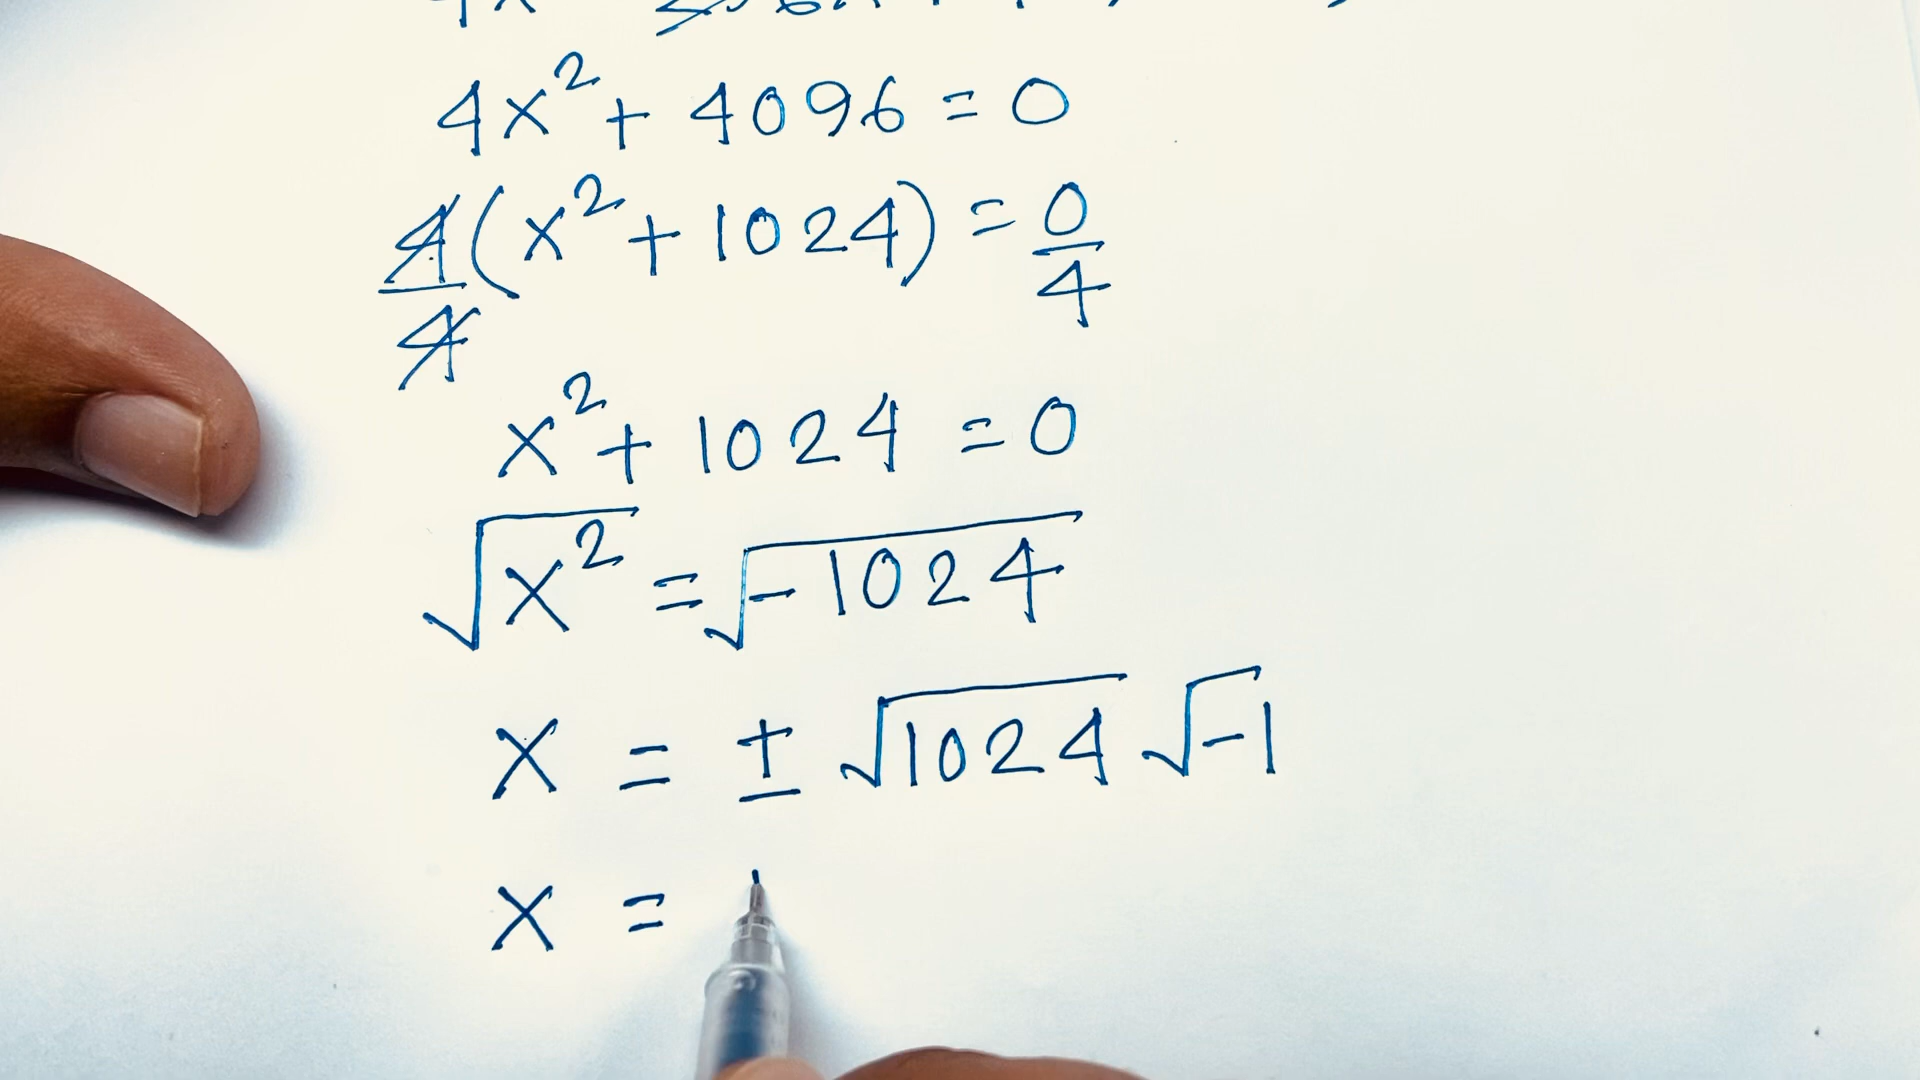 4x² + 4096 = 0
4(x² + 1024) = 0/4
4
x² + 1024 = 0
√x² = √-1024
x = ± √1024 √-1
x =